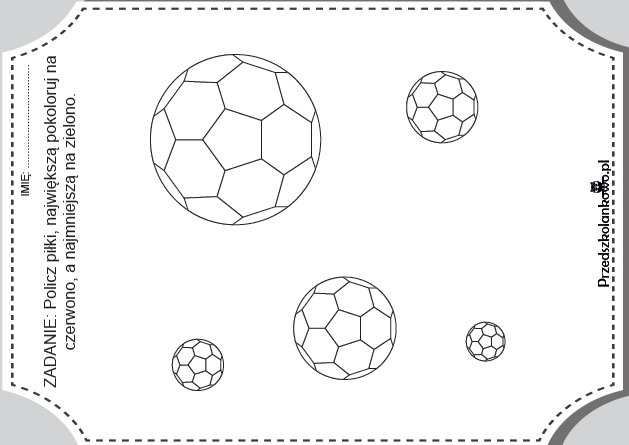 IMIĘ: ........................................
ZADANIE: Policz piłki, największą pokoloruj na
czerwono, a najmniejszą na zielono.
Przedszkolankowo.pl